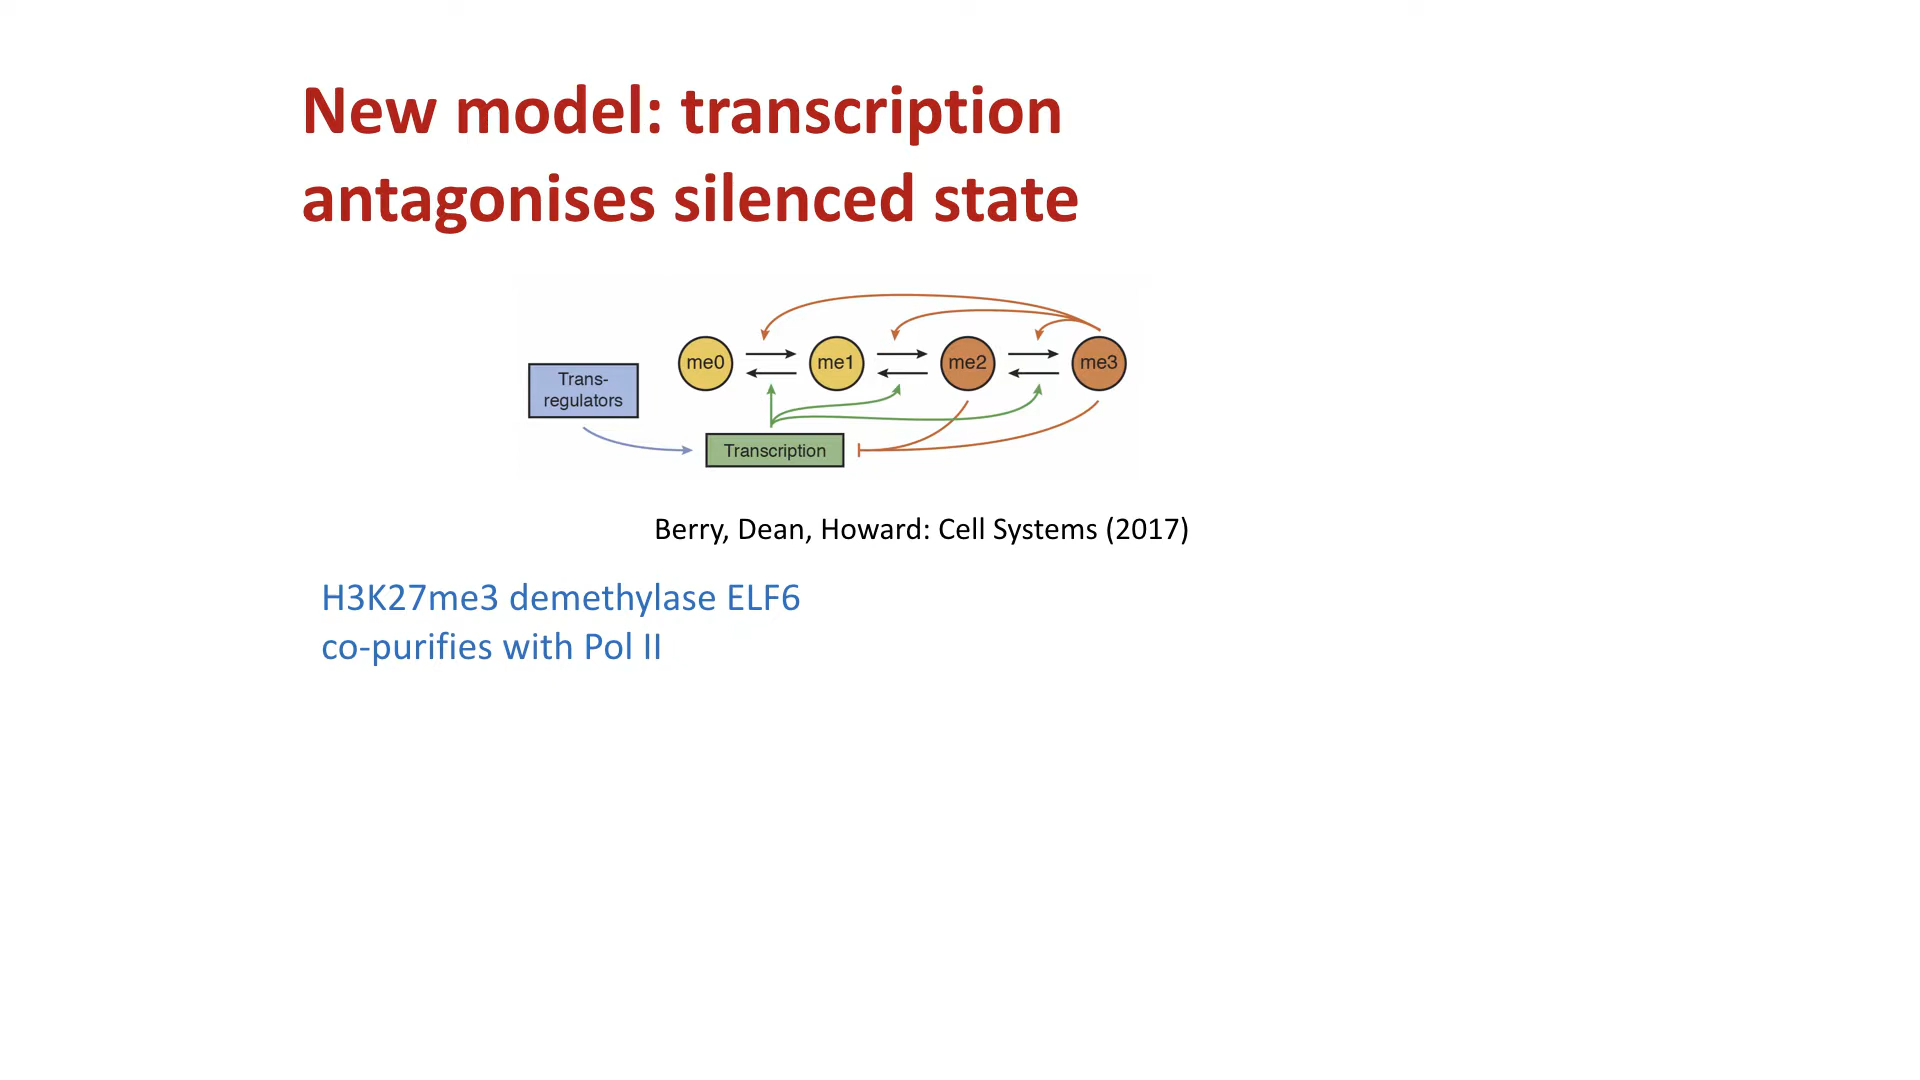 New model: transcription
antagonises silenced state
me0
me1
me2
me3
Trans-
regulators
Transcription
Berry, Dean, Howard: Cell Systems (2017)
H3K27me3 demethylase ELF6
co-purifies with Pol II